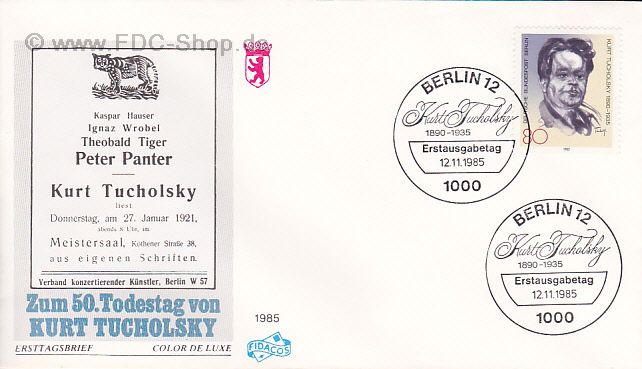 © www.FDC-Shop.de
Kaspar Hauser
Ignaz Wrobel
Theobald Tiger
Peter Panter
Kurt Tucholsky
liest
Donnerstag, am 27. Januar 1921,
abends 8 Uhr, im
Meistersaal, Kothener Straße 38,
aus eigenen Schriften.
Verband konzertierender Künstler, Berlin W 57
Zum 50. Todestag von
KURT TUCHOLSKY
ERSTTAGSBRIEF COLOR DE LUXE
1985
FIDACOS
BERLIN 12
Kurt Tucholsky
1890-1935
Erstausgabetag
12.11.1985
1000
DEUTSCHE BUNDESPOST BERLIN
KURT TUCHOLSKY 1890-1935
80
1985
BERLIN 12
Kurt Tucholsky
1890-1935
Erstausgabetag
12.11.1985
1000